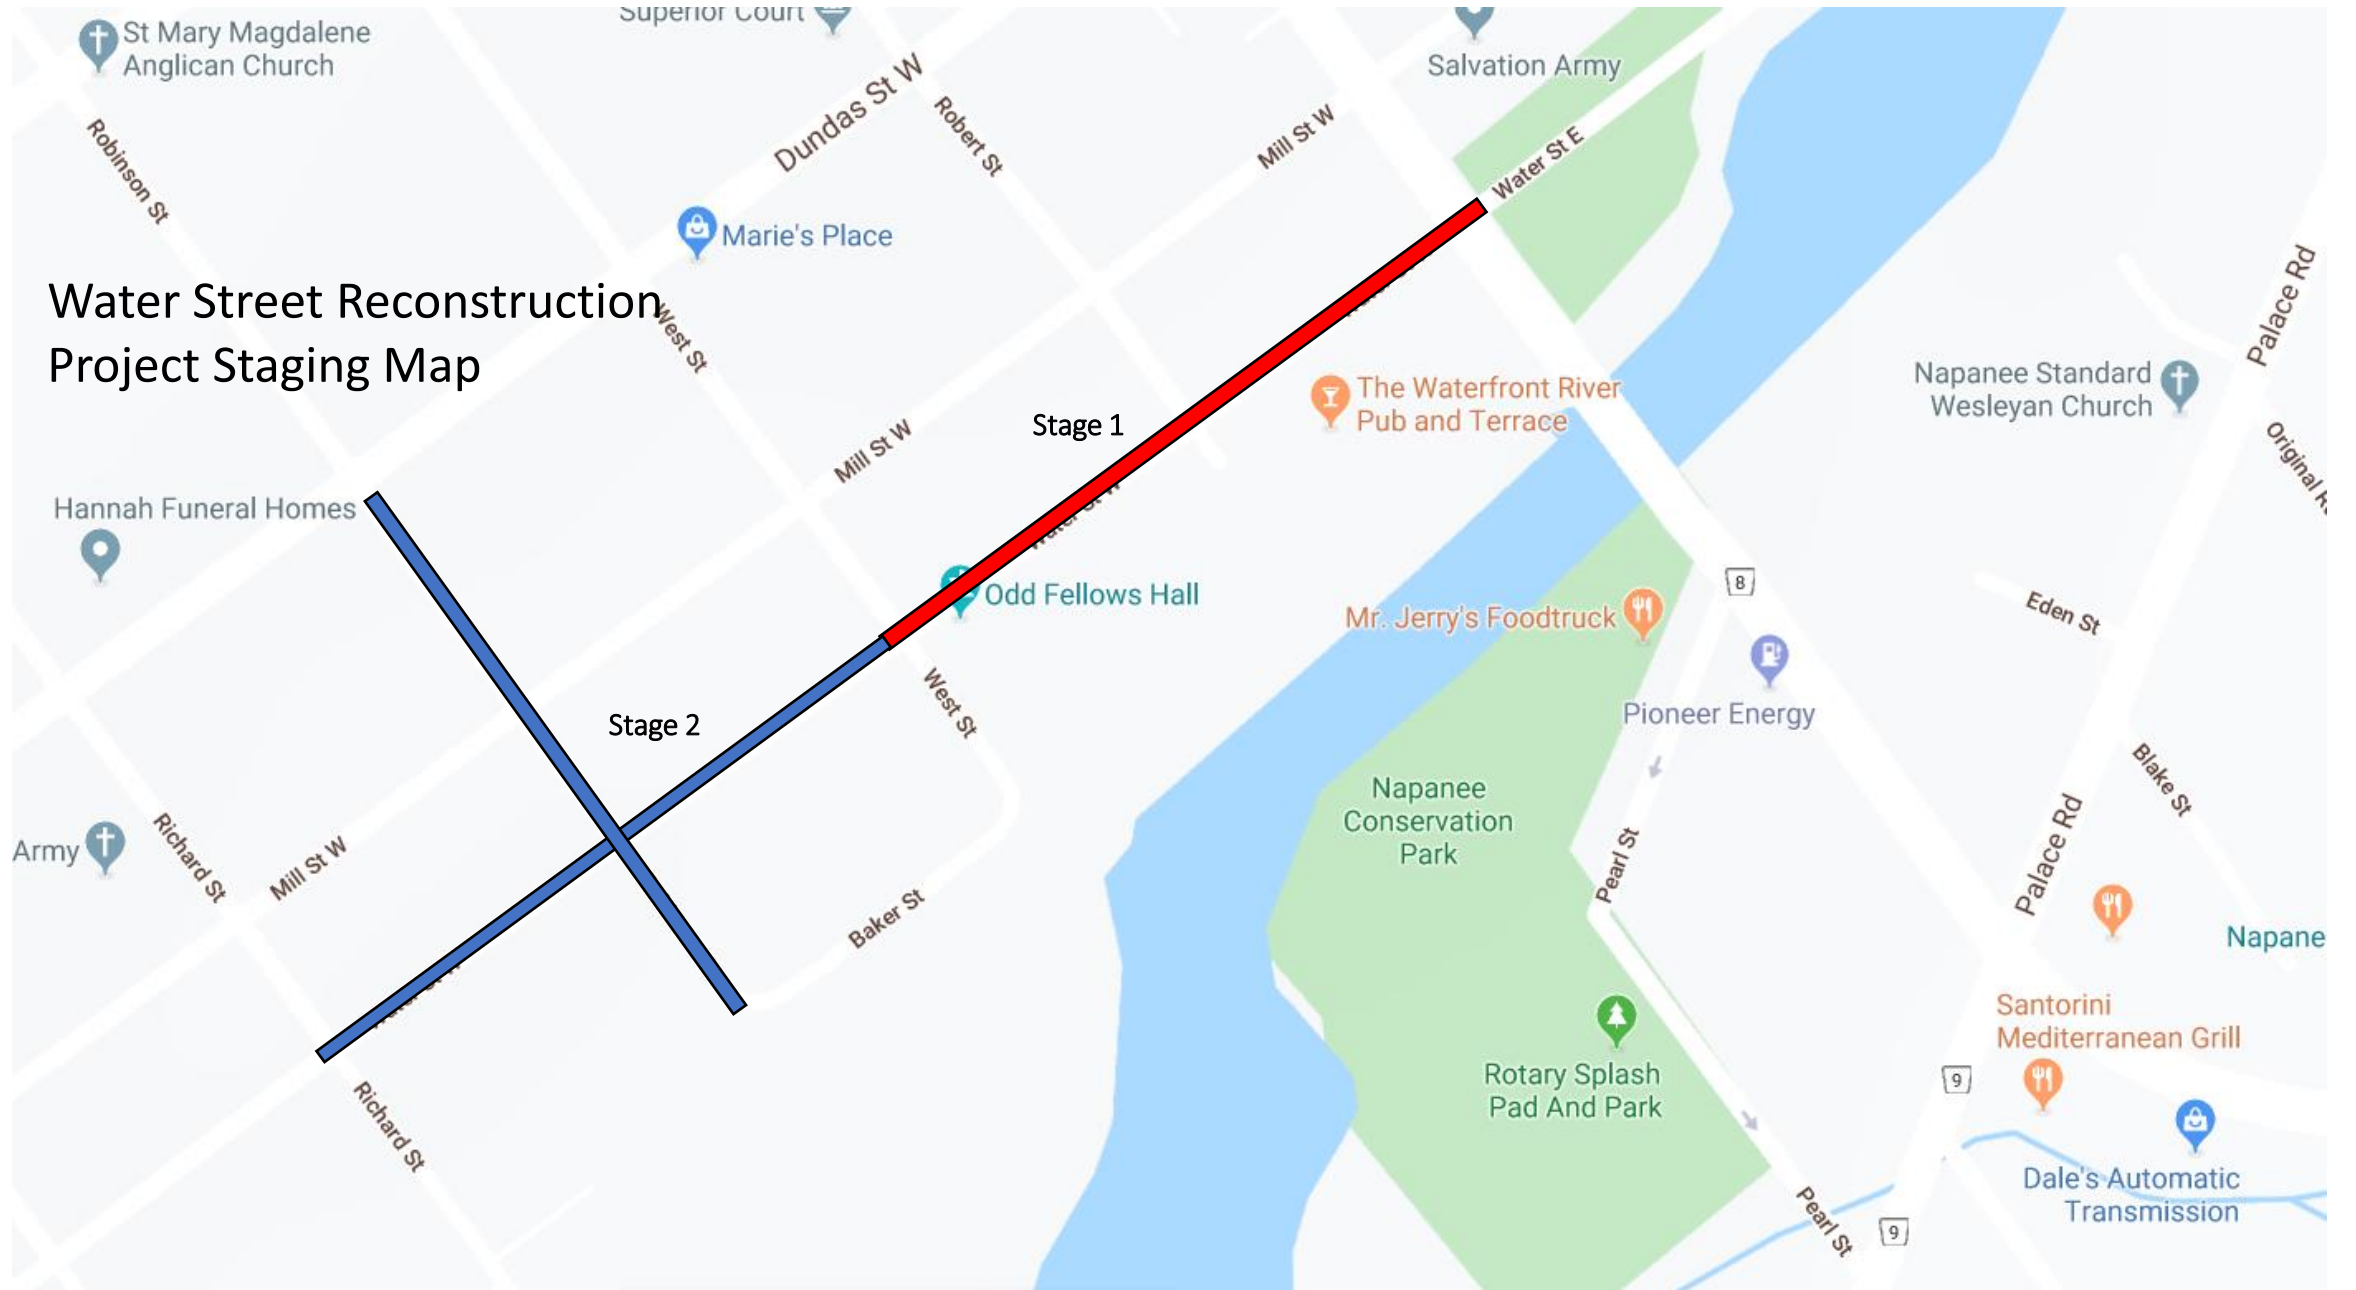 Superior Court
St Mary Magdalene
Anglican Church
Salvation Army
Dundas St W
Robert St
Mill St W
Water St E
Robinson St
Marie's Place
Palace Rd
Water Street Reconstruction
Project Staging Map
West St
The Waterfront River
Pub and Terrace
Napanee Standard
Wesleyan Church
Stage 1
Mill St W
Original
Hannah Funeral Homes
Odd Fellows Hall
Mr. Jerry's Foodtruck
8
Eden St
Stage 2
West St
Pioneer Energy
Napanee
Conservation
Park
Blake St
Army
Richard St
Mill St W
Pearl St
Palace Rd
Baker St
Napane
Santorini
Mediterranean Grill
Rotary Splash
Pad And Park
9
Richard St
Dale's Automatic
Transmission
Pearl St
9